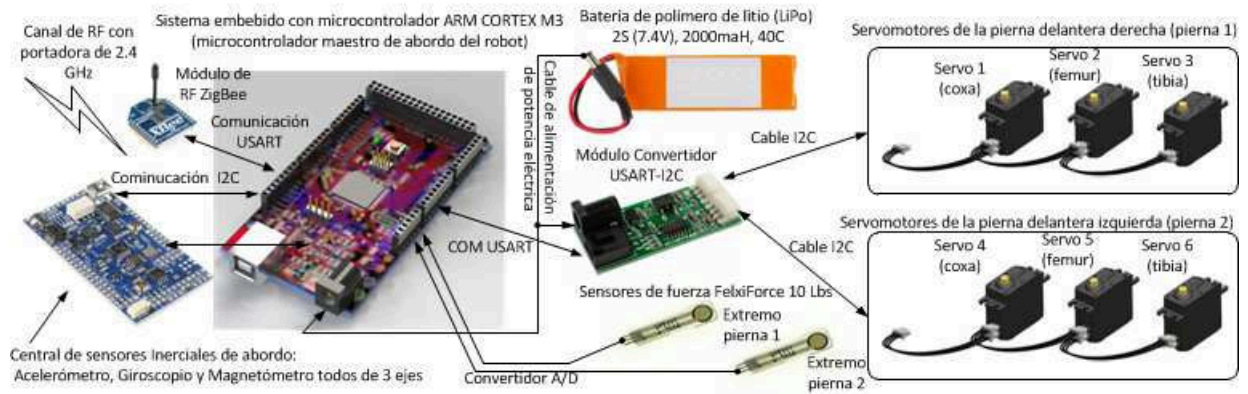 Canal de RF con
portadora de 2.4
GHz
Módulo de
RF ZigBee
Sistema embebido con microcontrolador ARM CORTEX M3
(microcontrolador maestro de abordo del robot)
Comunicación
USART
Cominucación I2C
Central de sensores Inerciales de abordo:
Acelerómetro, Giroscopio y Magnetómetro todos de 3 ejes
Cable de alimentación
de potencia eléctrica
COM USART
Convertidor A/D
Batería de polímero de litio (LiPo)
2S (7.4V), 2000maH, 40C
Módulo Convertidor
USART-I2C
Cable I2C
Cable I2C
Sensores de fuerza FelxiForce 10 Lbs
Extremo
pierna 1
Extremo
pierna 2
Servomotores de la pierna delantera derecha (pierna 1)
Servo 1
(coxa)
Servo 2
(femur)
Servo 3
(tibia)
Servomotores de la pierna delantera izquierda (pierna 2)
Servo 4
(coxa)
Servo 5
(femur)
Servo 6
(tibia)